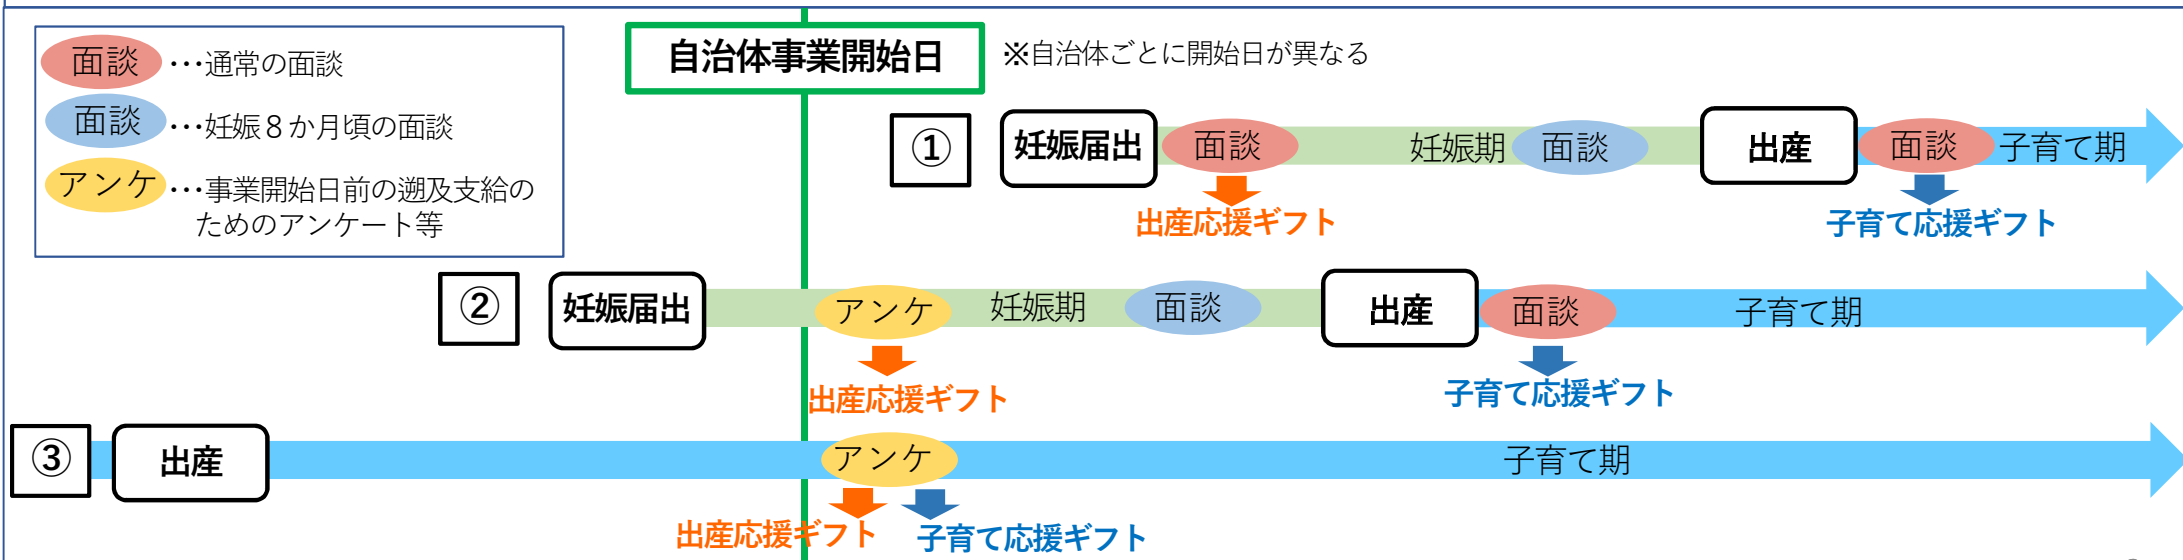 面談 …通常の面談
面談 …妊娠８か月頃の面談
アンケ …事業開始日前の遡及支給の
ためのアンケート等
自治体事業開始日
※自治体ごとに開始日が異なる
① 妊娠届出 面談 妊娠期 面談 出産 面談 子育て期
出産応援ギフト 子育て応援ギフト
② 妊娠届出 アンケ 妊娠期 面談 出産 面談 子育て期
出産応援ギフト 子育て応援ギフト
③ 出産 アンケ 子育て期
出産応援ギフト 子育て応援ギフト